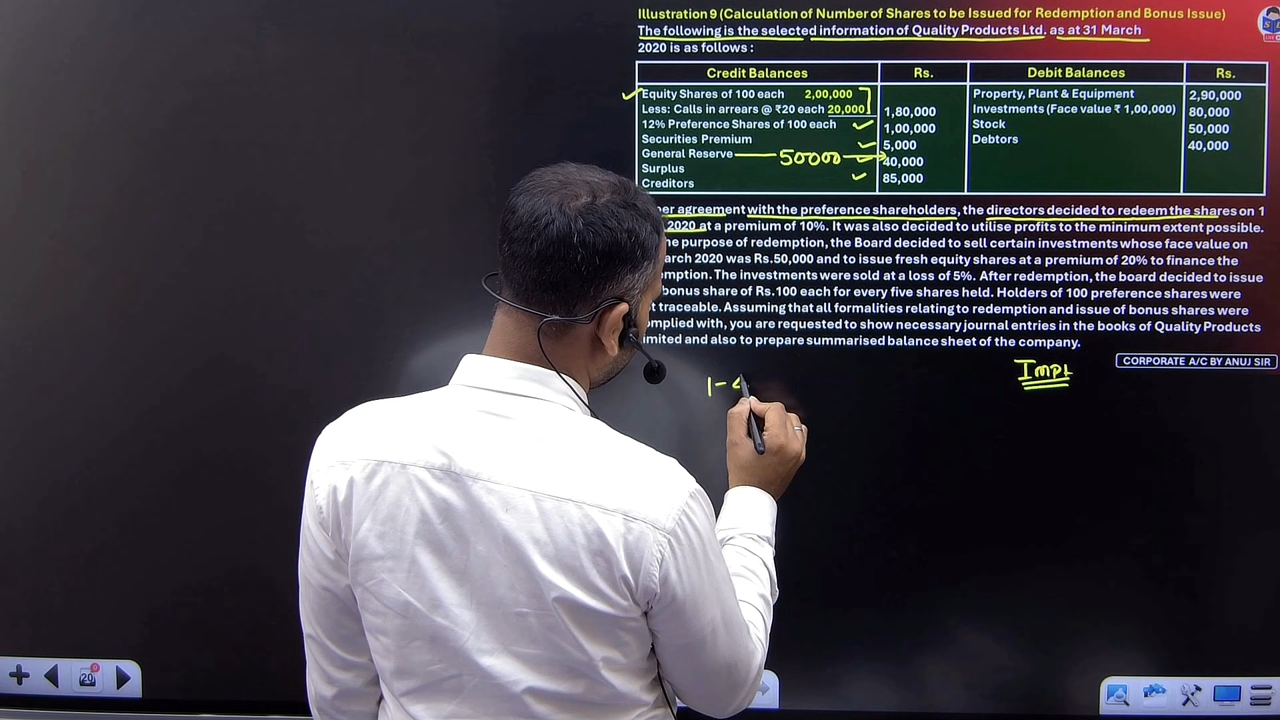 Illustration 9 (Calculation of Number of Shares to be Issued for Redemption and Bonus Issue)
The following is the selected information of Quality Products Ltd. as at 31 March
2020 is as follows :
Credit Balances Rs. Debit Balances Rs.
Equity Shares of 100 each 2,00,000
Less: Calls in arrears @ ₹20 each 20,000 1,80,000
12% Preference Shares of 100 each 1,00,000
Securities Premium 5,000
General Reserve 50000 40,000
Surplus
Creditors 85,000
Property, Plant & Equipment 2,90,000
Investments (Face value ₹ 1,00,000) 80,000
Stock 50,000
Debtors 40,000
agreement with the preference shareholders, the directors decided to redeem the shares on 1
2020 at a premium of 10%. It was also decided to utilise profits to the minimum extent possible.
purpose of redemption, the Board decided to sell certain investments whose face value on
2020 was Rs.50,000 and to issue fresh equity shares at a premium of 20% to finance the
The investments were sold at a loss of 5%. After redemption, the board decided to issue
bonus share of Rs.100 each for every five shares held. Holders of 100 preference shares were
traceable. Assuming that all formalities relating to redemption and issue of bonus shares were
with, you are requested to show necessary journal entries in the books of Quality Products
and also to prepare summarised balance sheet of the company.
CORPORATE A/C BY ANUJ SIR
Impt
1-
20